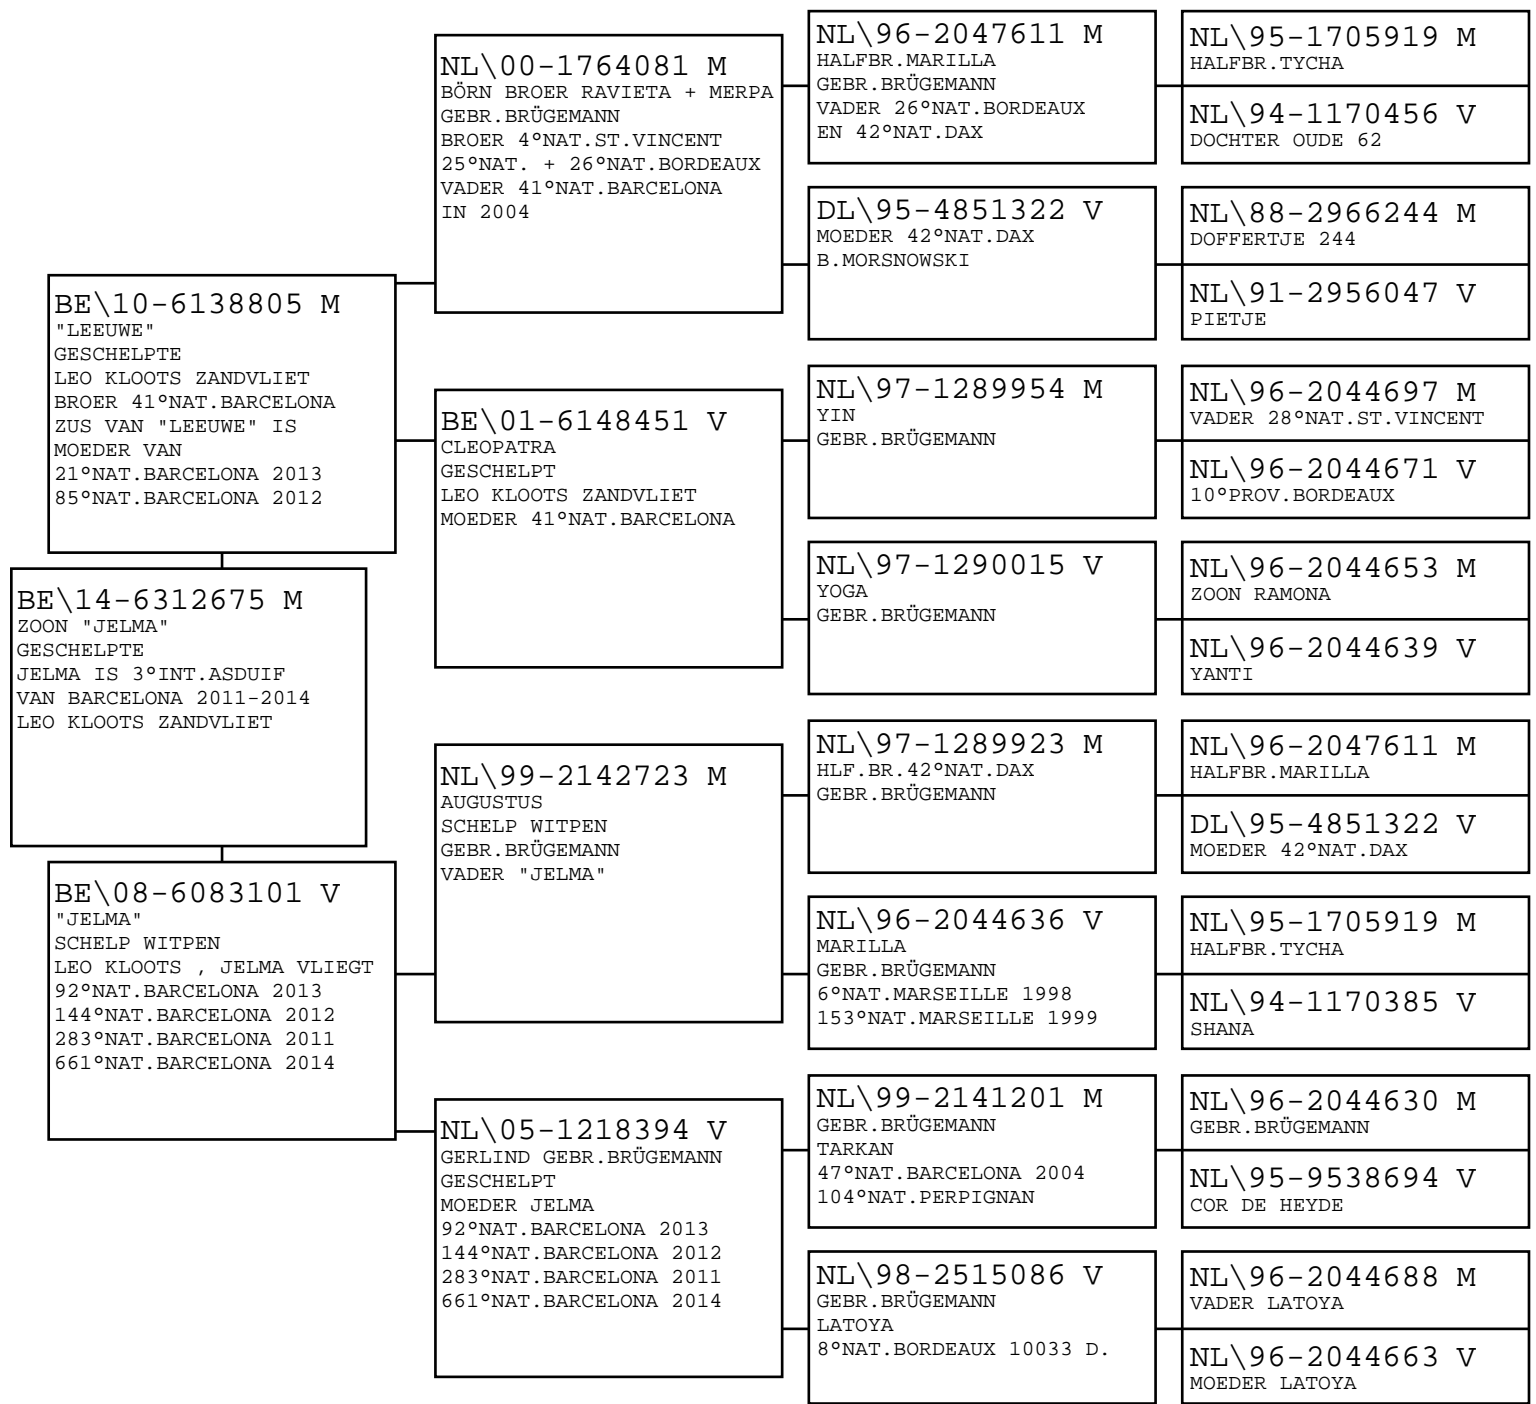 BE\14-6312675 M
ZOON "JELMA"
GESCHELPTE
JELMA IS 3°INT.ASDUIF
VAN BARCELONA 2011-2014
LEO KLOOTS ZANDVLIET
BE\10-6138805 M
"LEEUWE"
GESCHELPTE
LEO KLOOTS ZANDVLIET
BROER 41°NAT.BARCELONA
ZUS VAN "LEEUWE" IS
MOEDER VAN
21°NAT.BARCELONA 2013
85°NAT.BARCELONA 2012
BE\08-6083101 V
"JELMA"
SCHELP WITPEN
LEO KLOOTS , JELMA VLIEGT
92°NAT.BARCELONA 2013
144°NAT.BARCELONA 2012
283°NAT.BARCELONA 2011
661°NAT.BARCELONA 2014
NL\00-1764081 M
BÖRN BROER RAVIETA + MERPA
GEBR.BRÜGEMANN
BROER 4°NAT.ST.VINCENT
25°NAT. + 26°NAT.BORDEAUX
VADER 41°NAT.BARCELONA
IN 2004
BE\01-6148451 V
CLEOPATRA
GESCHELPT
LEO KLOOTS ZANDVLIET
MOEDER 41°NAT.BARCELONA
NL\99-2142723 M
AUGUSTUS
SCHELP WITPEN
GEBR.BRÜGEMANN
VADER "JELMA"
NL\05-1218394 V
GERLIND GEBR.BRÜGEMANN
GESCHELPT
MOEDER JELMA
92°NAT.BARCELONA 2013
144°NAT.BARCELONA 2012
283°NAT.BARCELONA 2011
661°NAT.BARCELONA 2014
NL\96-2047611 M
HALFBR.MARILLA
GEBR.BRÜGEMANN
VADER 26°NAT.BORDEAUX
EN 42°NAT.DAX
DL\95-4851322 V
MOEDER 42°NAT.DAX
B.MORSNOWSKI
NL\97-1289954 M
YIN
GEBR.BRÜGEMANN
NL\97-1290015 V
YOGA
GEBR.BRÜGEMANN
NL\97-1289923 M
HLF.BR.42°NAT.DAX
GEBR.BRÜGEMANN
NL\96-2044636 V
MARILLA
GEBR.BRÜGEMANN
6°NAT.MARSEILLE 1998
153°NAT.MARSEILLE 1999
NL\99-2141201 M
GEBR.BRÜGEMANN
TARKAN
47°NAT.BARCELONA 2004
104°NAT.PERPIGNAN
NL\98-2515086 V
GEBR.BRÜGEMANN
LATOYA
8°NAT.BORDEAUX 10033 D.
NL\95-1705919 M
HALFBR.TYCHA
NL\94-1170456 V
DOCHTER OUDE 62
NL\88-2966244 M
DOFFERTJE 244
NL\91-2956047 V
PIETJE
NL\96-2044697 M
VADER 28°NAT.ST.VINCENT
NL\96-2044671 V
10°PROV.BORDEAUX
NL\96-2044653 M
ZOON RAMONA
NL\96-2044639 V
YANTI
NL\96-2047611 M
HALFBR.MARILLA
DL\95-4851322 V
MOEDER 42°NAT.DAX
NL\95-1705919 M
HALFBR.TYCHA
NL\94-1170385 V
SHANA
NL\96-2044630 M
GEBR.BRÜGEMANN
NL\95-9538694 V
COR DE HEYDE
NL\96-2044688 M
VADER LATOYA
NL\96-2044663 V
MOEDER LATOYA